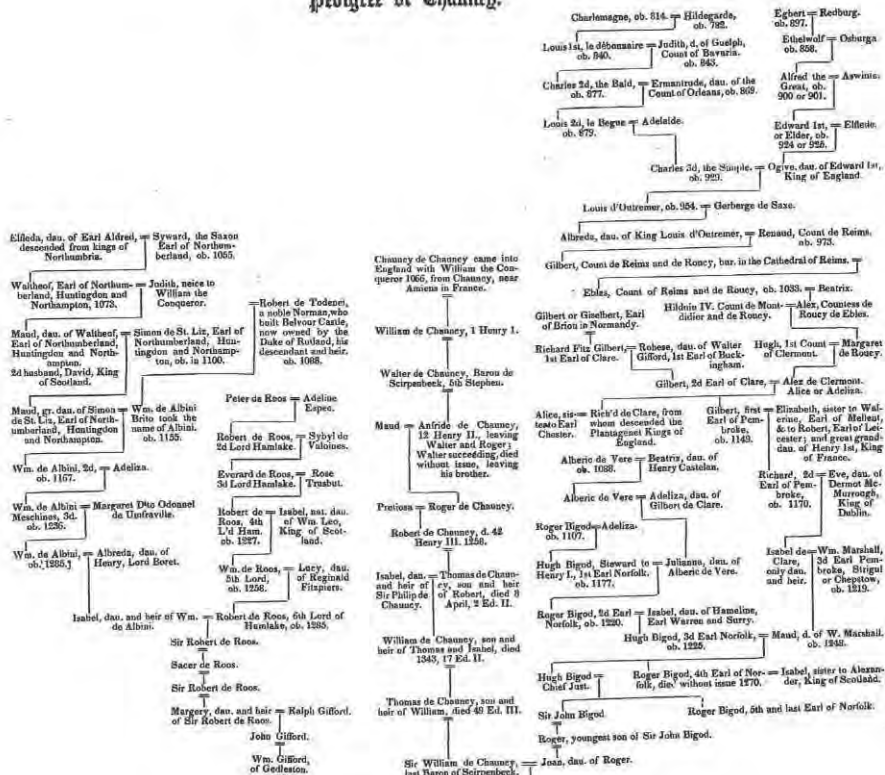 Pedigree of Chauncy.
Charlemagne, ob. 814. = Hildegarde,
ob. 782.
Louis 1st, le débonnaire = Judith, d. of Guelph,
ob. 840. Count of Bavaria.
ob. 843.
Charles 2d, the Bald, = Ermantrude, dau. of the
ob. 877. Count of Orleans, ob. 869.
Louis 2d, le Begue = Adelaide.
ob. 879.
Egbert = Redburg.
ob. 837.
Ethelwolf = Osburga
ob. 858.
Alfred the = Aswinis.
Great, ob.
900 or 901.
Edward 1st, = Elflede.
or Elder, ob.
924 or 925.
Charles 3d, the Simple. = Ogive, dau. of Edward 1st,
ob. 929. King of England.
Louis d'Outremer, ob. 954. = Gerberge de Saxe.
Albreda, dau. of King Louis d'Outremer, = Renaud, Count de Reims.
ob. 973.
Gilbert, Count de Reims and de Roucy, bur. in the Cathedral of Reims. =
Ebles, Count of Reims and de Roucy, ob. 1033. = Beatrix.
Hilduin IV. Count de Mont- = Alex, Countess de
didier and de Roucy. Roucy de Ebles.
Gilbert or Giselbert, Earl
of Brion in Normandy.
Richard Fitz Gilbert, = Rohese, dau. of Walter
1st Earl of Clare. Gifford, 1st Earl of Buck-
ingham.
Hugh, 1st Count = Margaret
of Clermont. de Roucy.
Gilbert, 2d Earl of Clare, = Alez de Clermont.
Alice or Adeliza.
Alice, sis- = Rich'd de Clare, from
ter to Earl whom descended the
Chester. Plantagenet Kings of
England.
Gilbert, first = Elizabeth, sister to Wal-
Earl of Pem- erine, Earl of Mellent,
broke. & to Robert, Earl of Lei-
ob. 1149. cester; and great grand-
dau. of Henry 1st, King
of France.
Alberic de Vere = Beatrix, dau. of
ob. 1088. Henry Castelan.
Alberic de Vere = Adeliza, dau. of
Gilbert de Clare.
Richard, 2d = Eve, dau. of
Earl of Pem- Dermot Mc-
broke, Murrough,
ob. 1170. King of
Dublin.
Roger Bigod = Adeliza.
ob. 1107.
Hugh Bigod, Steward to = Julianna, dau. of
Henry I., 1st Earl Norfolk. Alberic de Vere.
ob. 1177.
Isabel de = Wm. Marshall,
Clare, 3d Earl Pem-
only dau. broke, Strigul
and heir. or Chepstow,
ob. 1219.
Roger Bigod, 2d Earl = Isabel, dau. of Hameline,
Norfolk, ob. 1220. Earl Warren and Surry.
Hugh Bigod, 3d Earl Norfolk, = Maud, d. of W. Marshall.
ob. 1225. ob. 1248.
Hugh Bigod =
Chief Just.
Roger Bigod, 4th Earl of Nor- = Isabel, sister to Alexan-
folk, died without issue 1270. der, King of Scotland.
Sir John Bigod
Roger Bigod, 5th and last Earl of Norfolk.
Roger, youngest son of Sir John Bigod.
Elfleda, dau. of Earl Aldred, = Syward, the Saxon
descended from kings of Earl of Northum-
Northumbria. berland, ob. 1055.
Waltheof, Earl of Northum- = Judith, neice to
berland, Huntingdon and William the
Northampton, 1073. Conqueror.
Maud, dau. of Waltheof, = Simon de St. Liz, Earl of
Earl of Northumberland, Northumberland, Hun-
Huntingdon and North- tingdon and Northamp-
ampton. ton, ob. in 1100.
2d husband, David, King
of Scotland.
Robert de Todenei,
a noble Norman, who
built Belvour Castle,
now owned by the
Duke of Rutland, his
descendant and heir.
ob. 1088.
Maud, gr. dau. of Simon = Wm. de Albini
de St. Liz, Earl of North- Brito took the
umberland, Huntingdon name of Albini.
and Northampton. ob. 1155.
Wm. de Albini, 2d, = Adeliza.
ob. 1167.
Wm. de Albini = Margaret Dto Odonnel
Meschines, 3d. de Umfraville.
ob. 1236.
Wm. de Albini, = Albreda, dau. of
ob. 1285. Henry, Lord Boret.
Peter de Roos = Adeline
Espec.
Robert de Roos, = Sybyl de
2d Lord Hamlake. Valoines.
Everard de Roos, = Rose
3d Lord Hamlake. Trusbut.
Robert de = Isabel, nat. dau.
Roos, 4th of Wm. Leo,
L'd Ham. King of Scot-
ob. 1227. land.
Wm. de Roos, = Lucy, dau.
5th Lord, of Reginald
ob. 1258. Fitzpiers.
Isabel, dau. and heir of Wm. = Robert de Roos, 6th Lord of
de Albini. Hamlake, ob. 1285.
Sir Robert de Roos.
Sacer de Roos.
Sir Robert de Roos.
Margery, dau. and heir = Ralph Gifford.
of Sir Robert de Roos.
John Gifford.
Wm. Gifford,
of Gedleston.
Chauncy de Chauncy came into
England with William the Con-
queror 1066, from Chauncy, near
Amiens in France.
William de Chauncy, 1 Henry 1.
Walter de Chauncy, Baron de
Scirpenbeck, 5th Stephen.
Maud = Anfride de Chauncy,
12 Henry II., leaving
Walter and Roger;
Walter succeeding, died
without issue, leaving
his brother.
Pretiosa = Roger de Chauncy.
Robert de Chauncy, d. 42
Henry III. 1258.
Isabel, dau. = Thomas de Chaun-
and heir of cy, son and heir
Sir Philip de of Robert, died 8
Chauncy. April, 2 Ed. II.
William de Chauncy, son and
heir of Thomas and Isabel, died
1343, 17 Ed. II.
Thomas de Chauncy, son and
heir of William, died 49 Ed. III.
Sir William de Chauncy, = Joan, dau. of Roger.
last Baron of Scirpenbeck.